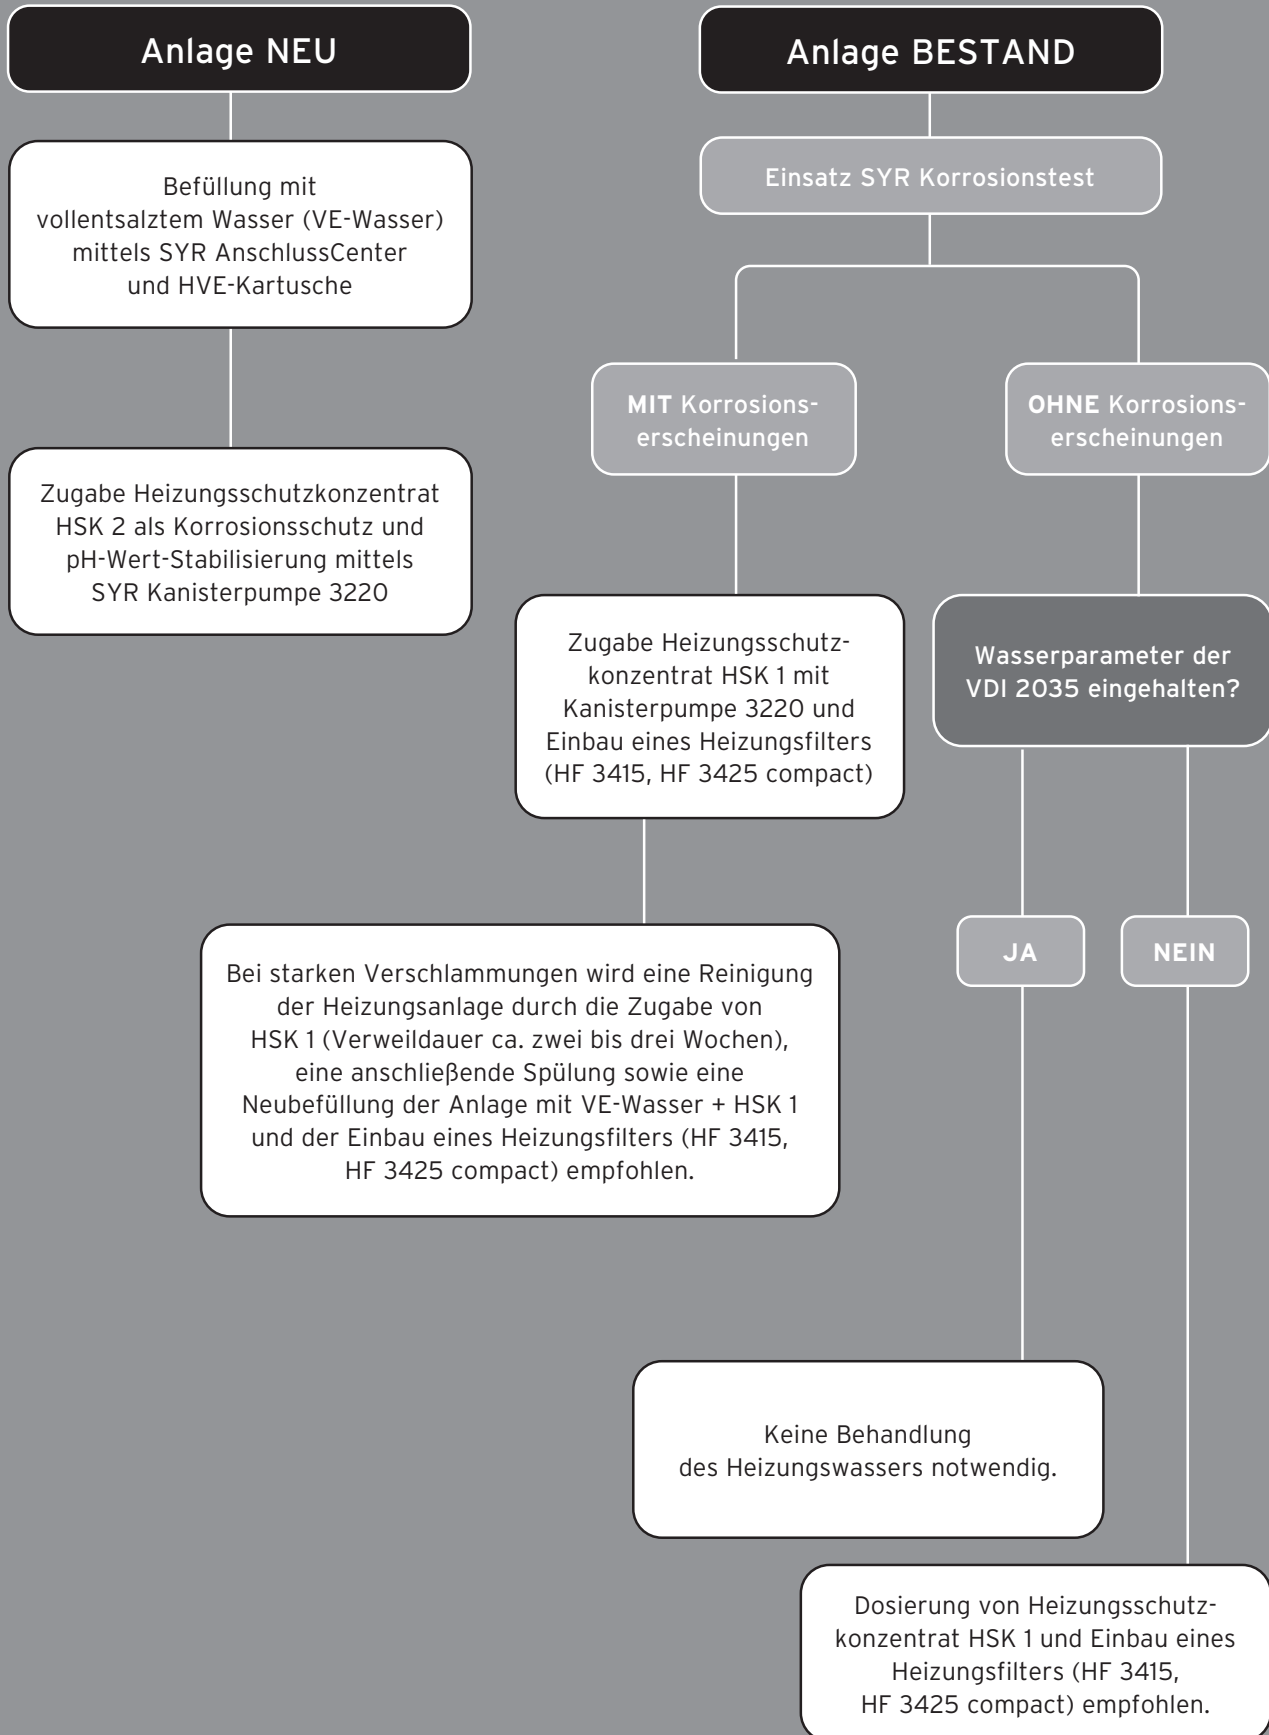 Anlage NEU
Befüllung mit
vollentsalztem Wasser (VE-Wasser)
mittels SYR AnschlussCenter
und HVE-Kartusche
Zugabe Heizungsschutzkonzentrat
HSK 2 als Korrosionsschutz und
pH-Wert-Stabilisierung mittels
SYR Kanisterpumpe 3220
Anlage BESTAND
Einsatz SYR Korrosionstest
MIT Korrosions-
erscheinungen
OHNE Korrosions-
erscheinungen
Zugabe Heizungsschutz-
konzentrat HSK 1 mit
Kanisterpumpe 3220 und
Einbau eines Heizungsfilters
(HF 3415, HF 3425 compact)
Wasserparameter der
VDI 2035 eingehalten?
Bei starken Verschlammungen wird eine Reinigung
der Heizungsanlage durch die Zugabe von
HSK 1 (Verweildauer ca. zwei bis drei Wochen),
eine anschließende Spülung sowie eine
Neubefüllung der Anlage mit VE-Wasser + HSK 1
und der Einbau eines Heizungsfilters (HF 3415,
HF 3425 compact) empfohlen.
JA
NEIN
Keine Behandlung
des Heizungswassers notwendig.
Dosierung von Heizungsschutz-
konzentrat HSK 1 und Einbau eines
Heizungsfilters (HF 3415,
HF 3425 compact) empfohlen.